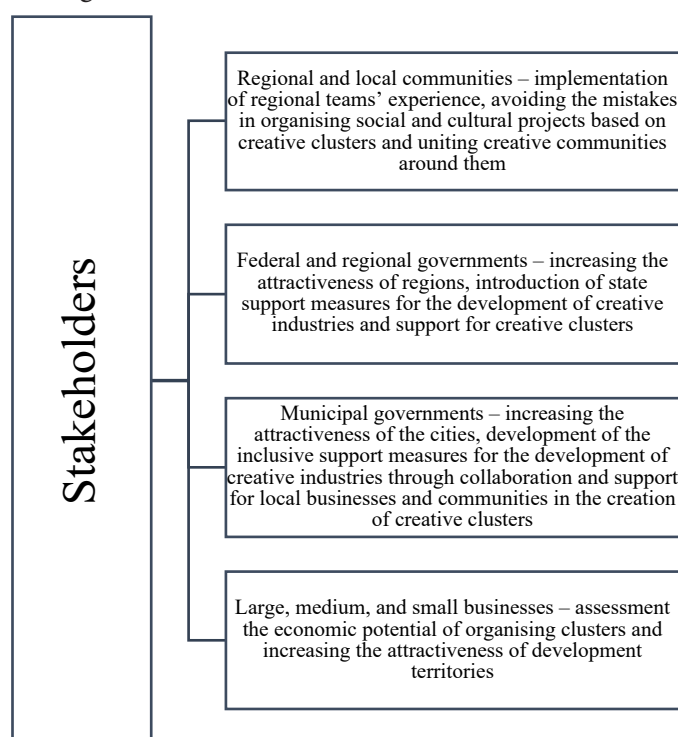 Stakeholders
Regional and local communities – implementation
of regional teams’ experience, avoiding the mistakes
in organising social and cultural projects based on
creative clusters and uniting creative communities
around them
Federal and regional governments – increasing the
attractiveness of regions, introduction of state
support measures for the development of creative
industries and support for creative clusters
Municipal governments – increasing the
attractiveness of the cities, development of the
inclusive support measures for the development of
creative industries through collaboration and support
for local businesses and communities in the creation
of creative clusters
Large, medium, and small businesses – assessment
the economic potential of organising clusters and
increasing the attractiveness of development
territories